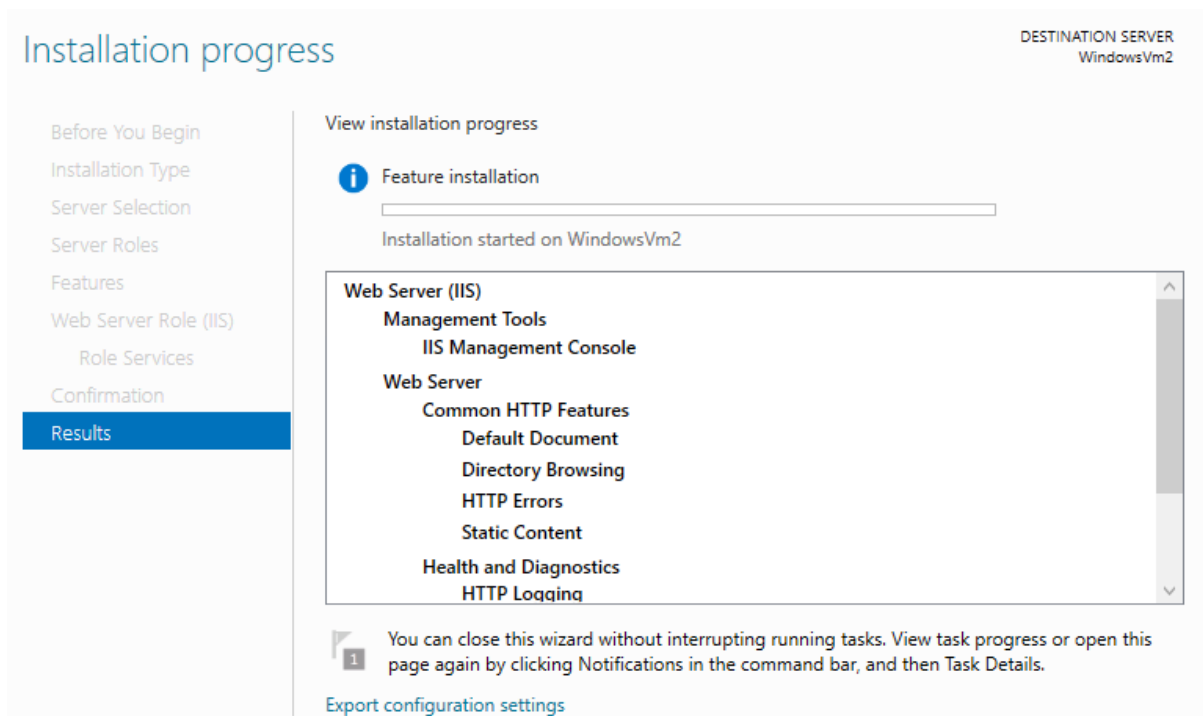 Installation progress
DESTINATION SERVER
WindowsVm2
Before You Begin
Installation Type
Server Selection
Server Roles
Features
Web Server Role (IIS)
Role Services
Confirmation
Results
View installation progress
Feature installation
Installation started on WindowsVm2
Web Server (IIS)
Management Tools
IIS Management Console
Web Server
Common HTTP Features
Default Document
Directory Browsing
HTTP Errors
Static Content
Health and Diagnostics
HTTP Logging
1
You can close this wizard without interrupting running tasks. View task progress or open this
page again by clicking Notifications in the command bar, and then Task Details.
Export configuration settings